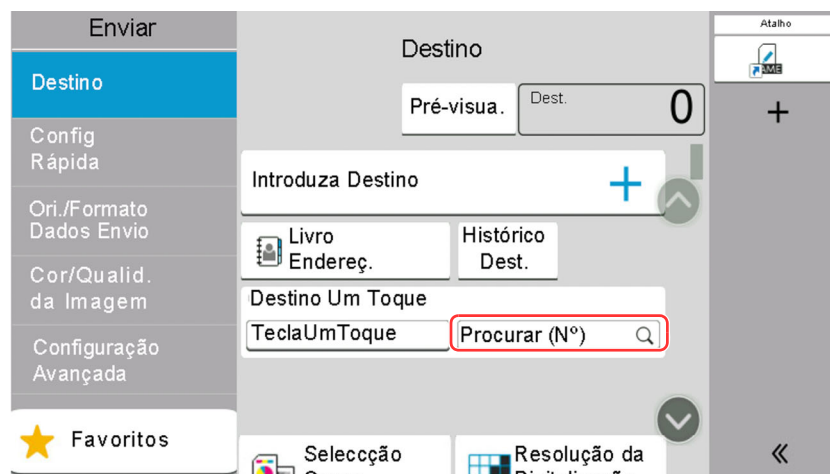 Enviar
Destino
Config
Rápida
Ori./Formato
Dados Envio
Cor/Qualid.
da Imagem
Configuração
Avançada
Favoritos
Destino
Pré-visua.
Dest.
0
Introduza Destino
Livro
Endereç.
Histórico
Dest.
Destino Um Toque
TeclaUmToque
Procurar (Nº)
Seleccção
Resolução da
Atalho